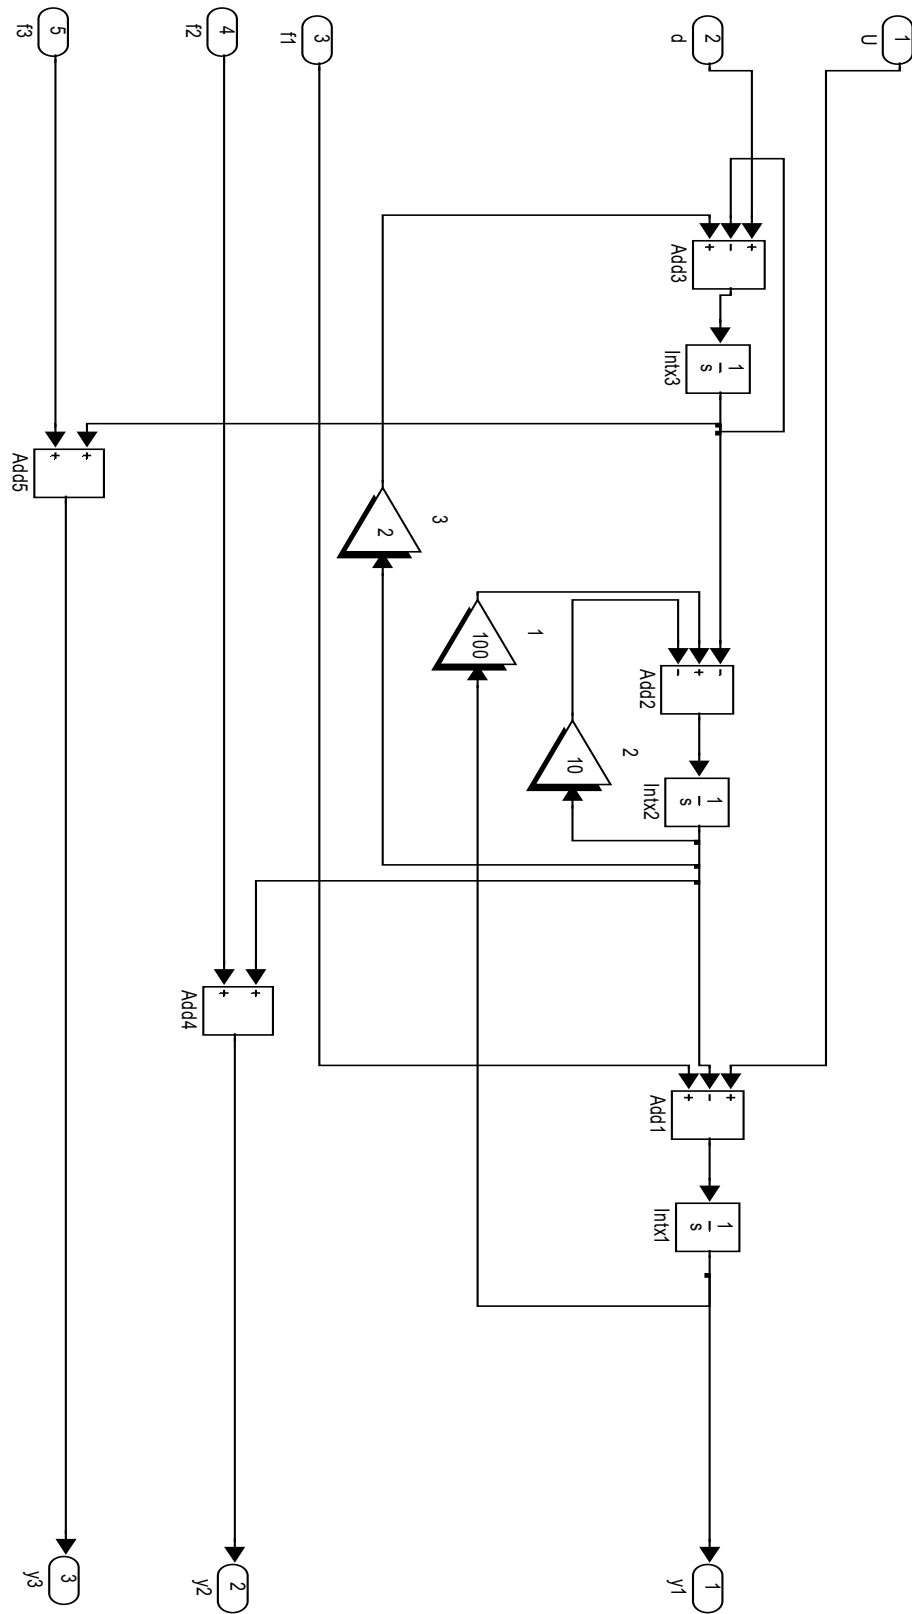 1
U
2
d
+
−
+
Add3
1
s
Intx3
−
+
−
Add2
1
s
Intx2
+
−
+
Add1
1
s
Intx1
1
y1
2
10
1
100
3
2
3
f1
4
f2
+
+
Add4
2
y2
5
f3
+
+
Add5
3
y3